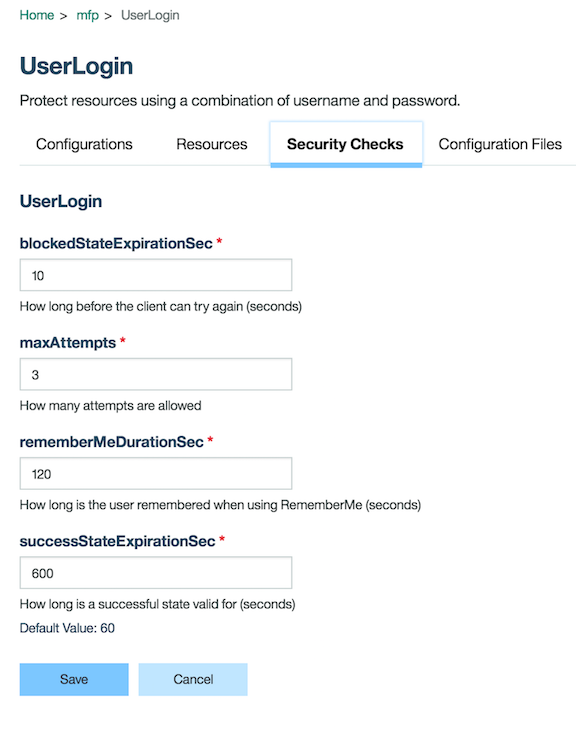 Home > mfp > UserLogin
UserLogin
Protect resources using a combination of username and password.
Configurations Resources Security Checks Configuration Files
UserLogin
blockedStateExpirationSec *
10
How long before the client can try again (seconds)
maxAttempts *
3
How many attempts are allowed
rememberMeDurationSec *
120
How long is the user remembered when using RememberMe (seconds)
successStateExpirationSec *
600
How long is a successful state valid for (seconds)
Default Value: 60
Save Cancel